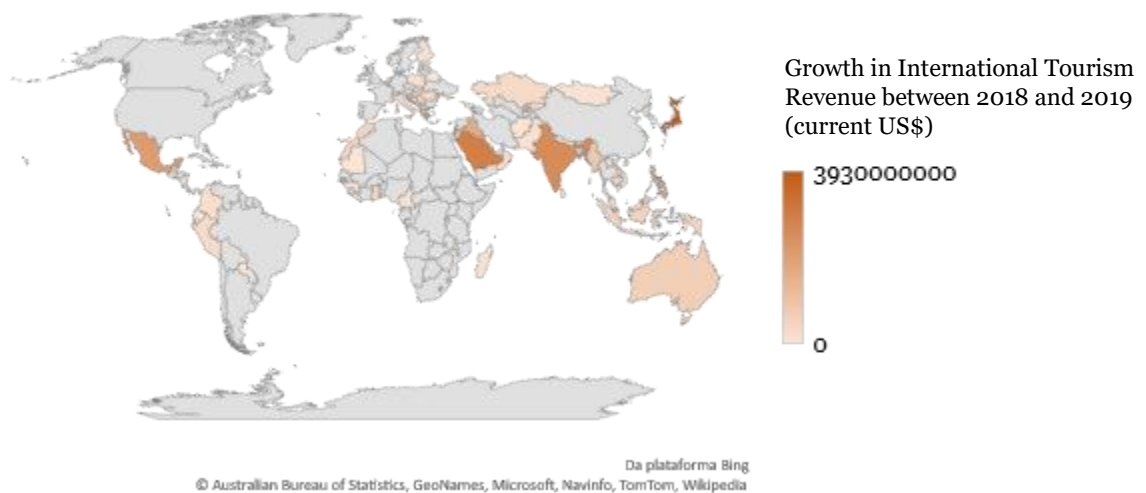 Growth in International Tourism
Revenue between 2018 and 2019
(current US$)
3930000000
0
Da plataforma Bing
© Australian Bureau of Statistics, GeoNames, Microsoft, Navinfo, TomTom, Wikipedia